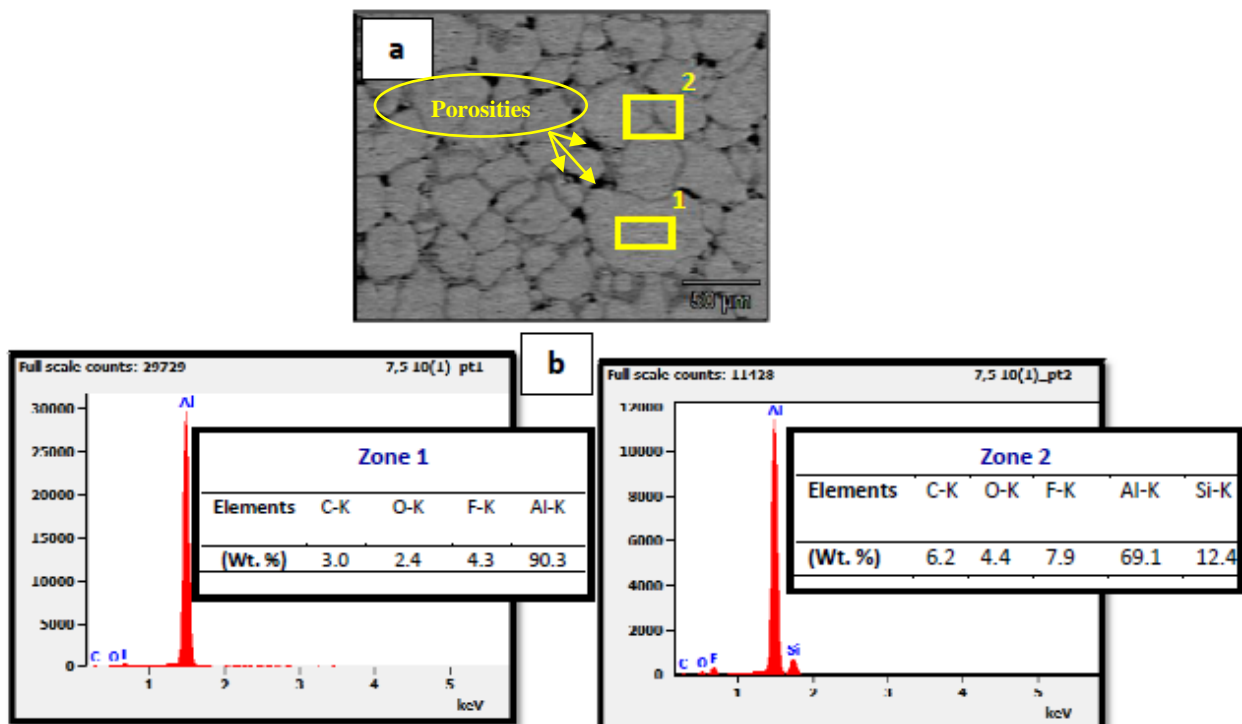 a
2
Porosities
1
50 µm
b
Full scale counts: 29729 7,5 10(1) pt1
Al
30000
25000
20000
15000
10000
5000
0
C O
1 2 3 4 5
keV
Zone 1
Elements C-K O-K F-K Al-K
(Wt. %) 3.0 2.4 4.3 90.3
Full scale counts: 11428 7,5 10(1)_pt2
Al
12000
10000
8000
6000
4000
2000
0
C O F Si
1 2 3 4 5
keV
Zone 2
Elements C-K O-K F-K Al-K Si-K
(Wt. %) 6.2 4.4 7.9 69.1 12.4